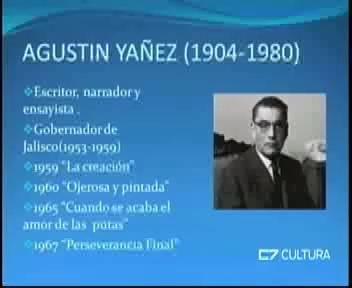 AGUSTIN YAÑEZ (1904-1980)
Escritor, narrador y
ensayista .
Gobernador de
Jalisco(1953-1959)
1959 "La creación"
1960 "Ojerosa y pintada"
1965 "Cuando se acaba el
amor de las putas"
1967 "Perseverancia Final"
C7 CULTURA